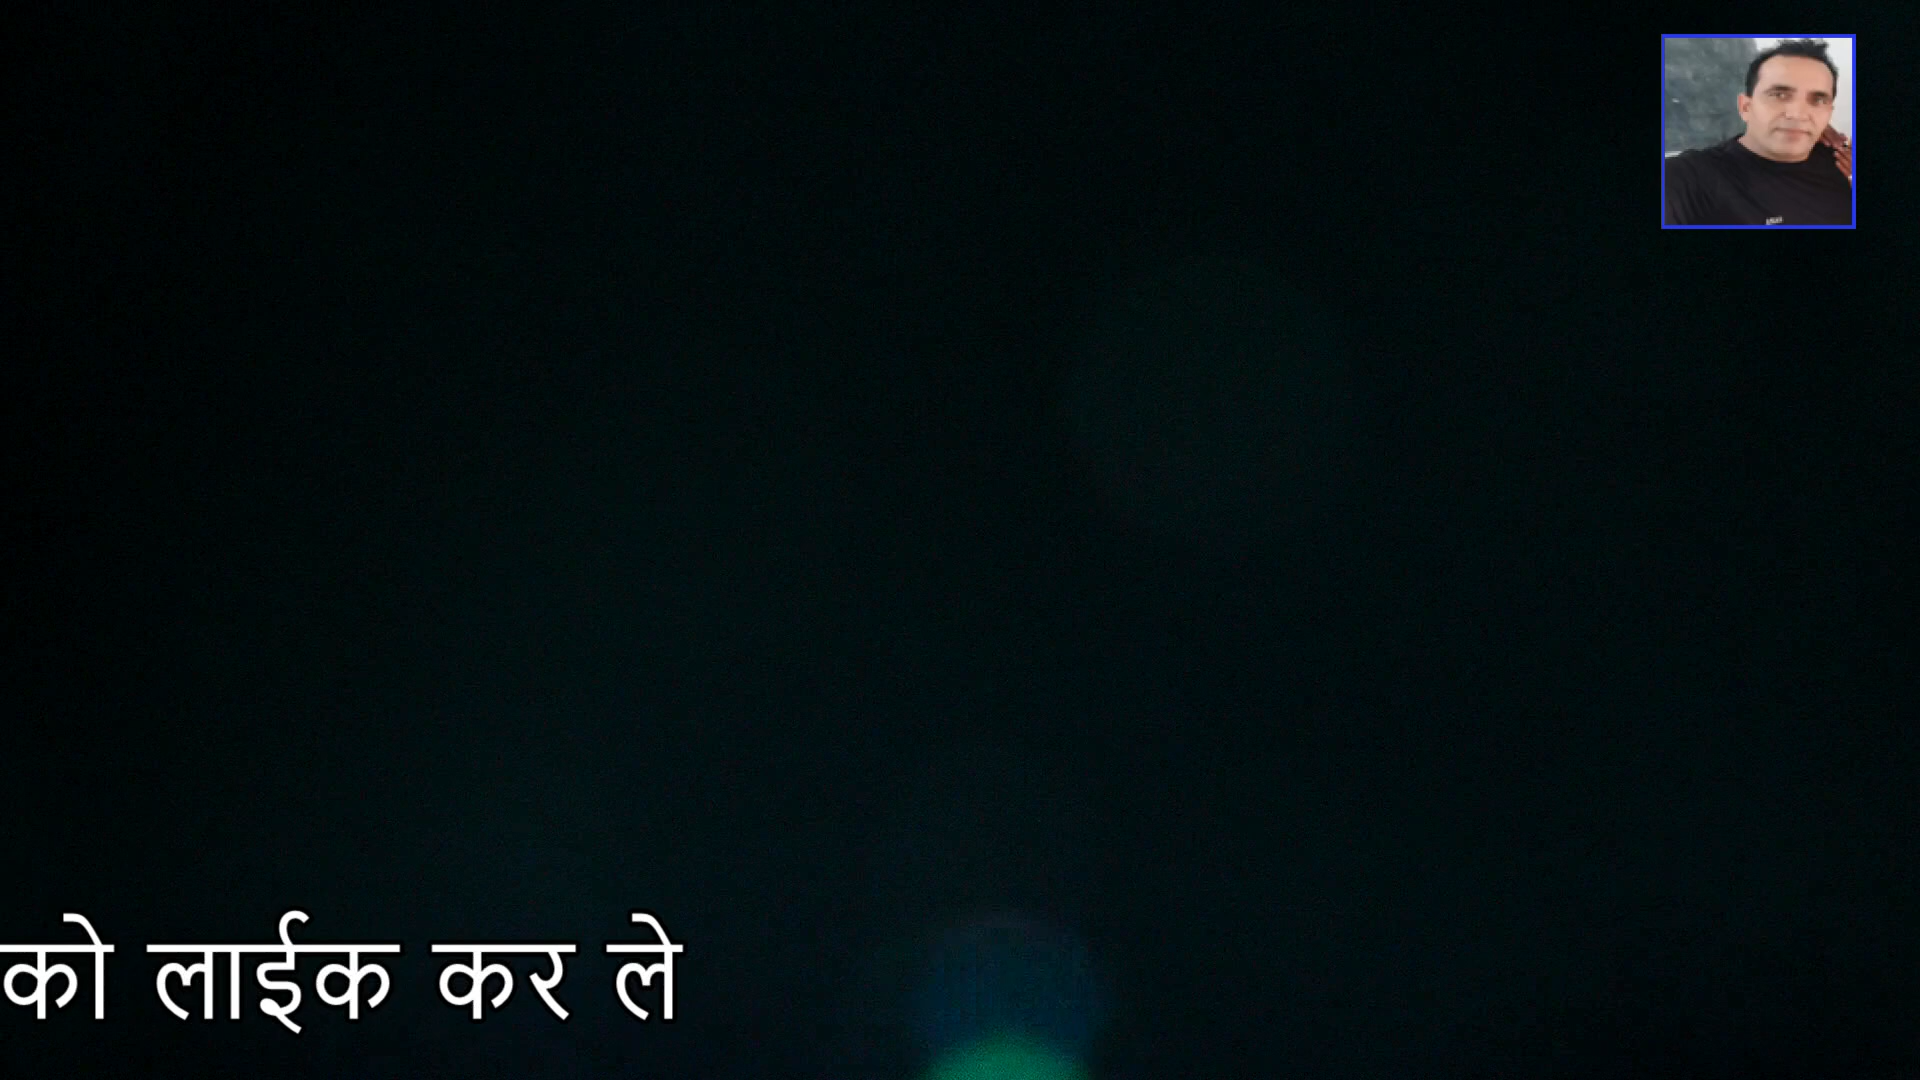 को लाईक कर ले